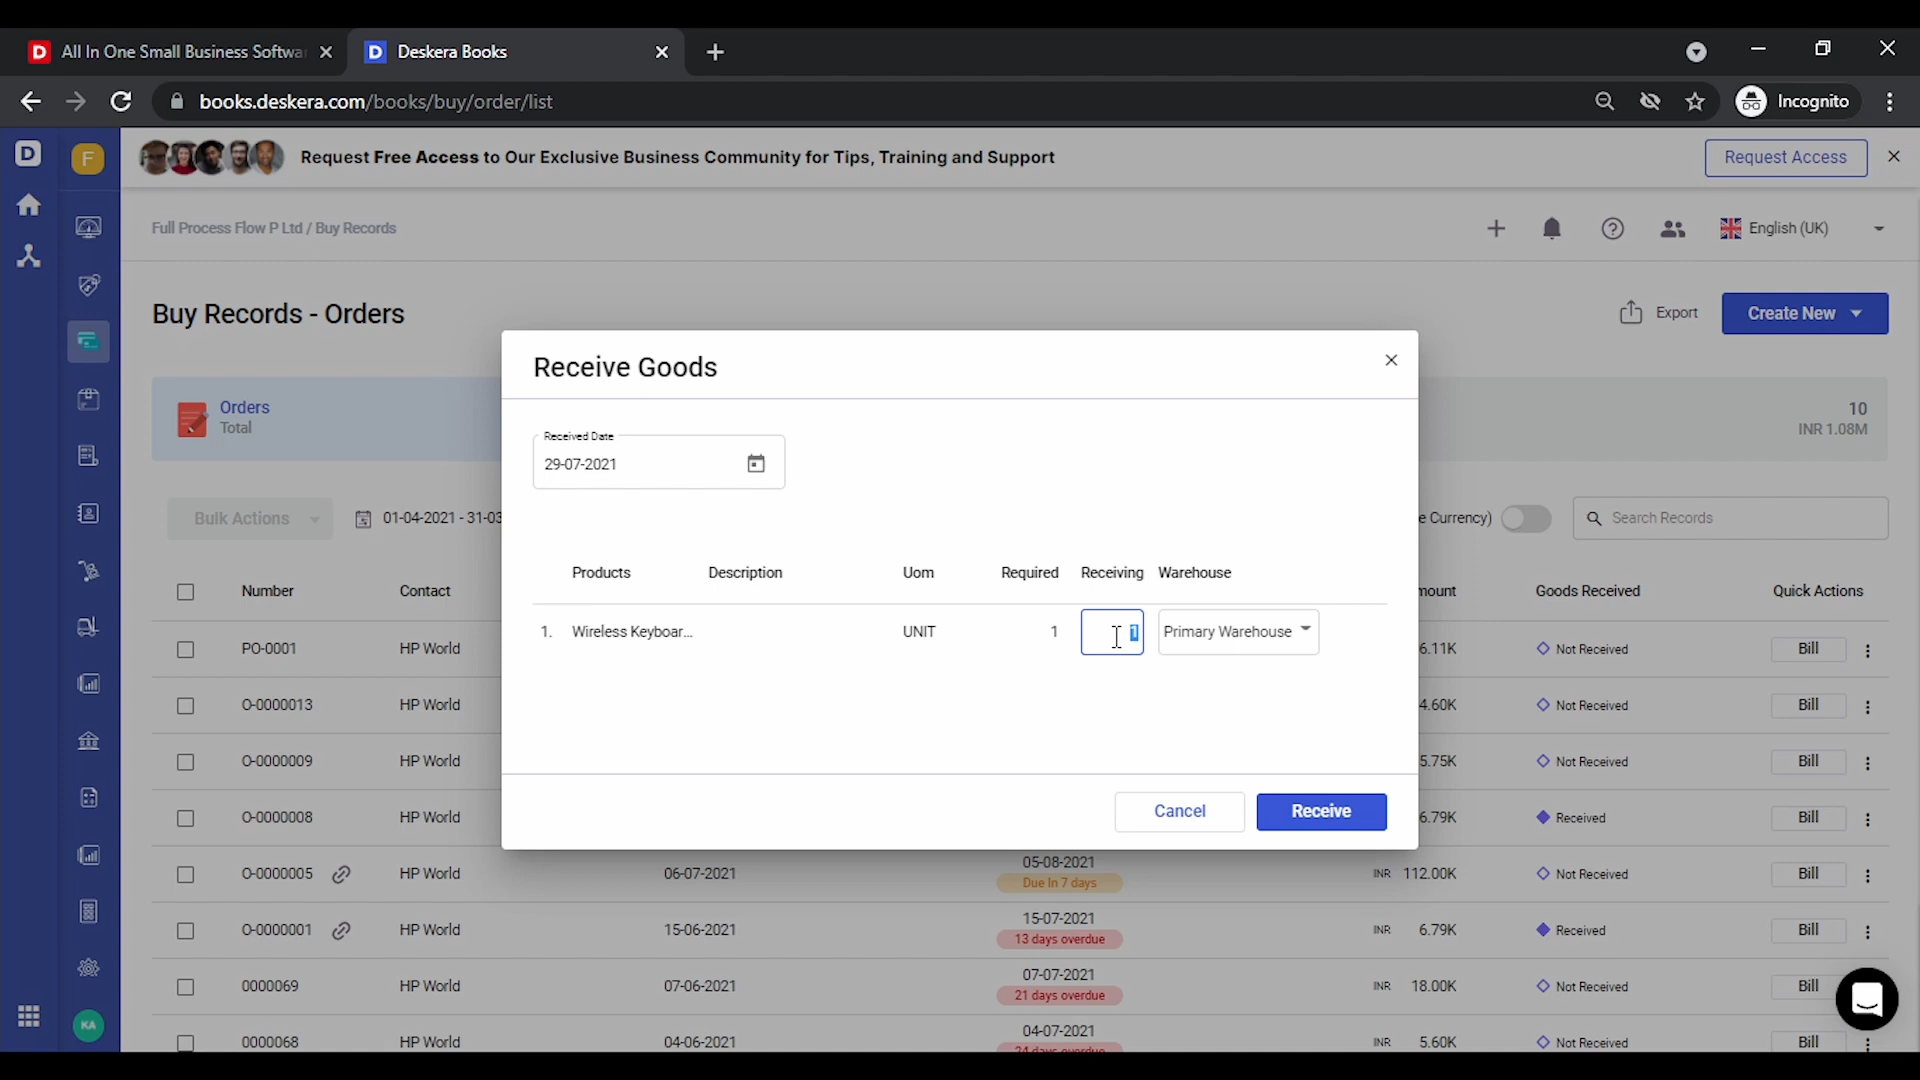 All In One Small Business Softwa
Deskera Books
books.deskera.com/books/buy/order/list
Incognito
D
F
Request Free Access to Our Exclusive Business Community for Tips, Training and Support
Request Access
Full Process Flow P Ltd / Buy Records
English (UK)
Buy Records - Orders
Export
Create New
Orders
Total
10
INR 1.08M
Bulk Actions
01-04-2021 - 31-03
e Currency)
Search Records
Receive Goods
Received Date
29-07-2021
Products Description Uom Required Receiving Warehouse
1. Wireless Keyboar... UNIT 1 1 Primary Warehouse
Cancel
Receive
Number Contact mount Goods Received Quick Actions
PO-0001 HP World 6.11K Not Received Bill
O-0000013 HP World 4.60K Not Received Bill
O-0000009 HP World 5.75K Not Received Bill
O-0000008 HP World 6.79K Received Bill
O-0000005 HP World 06-07-2021 05-08-2021 INR 112.00K Not Received Bill
Due In 7 days
O-0000001 HP World 15-06-2021 15-07-2021 INR 6.79K Received Bill
13 days overdue
0000069 HP World 07-06-2021 07-07-2021 INR 18.00K Not Received Bill
21 days overdue
0000068 HP World 04-06-2021 04-07-2021 INR 5.60K Not Received Bill
24 days overdue
KA